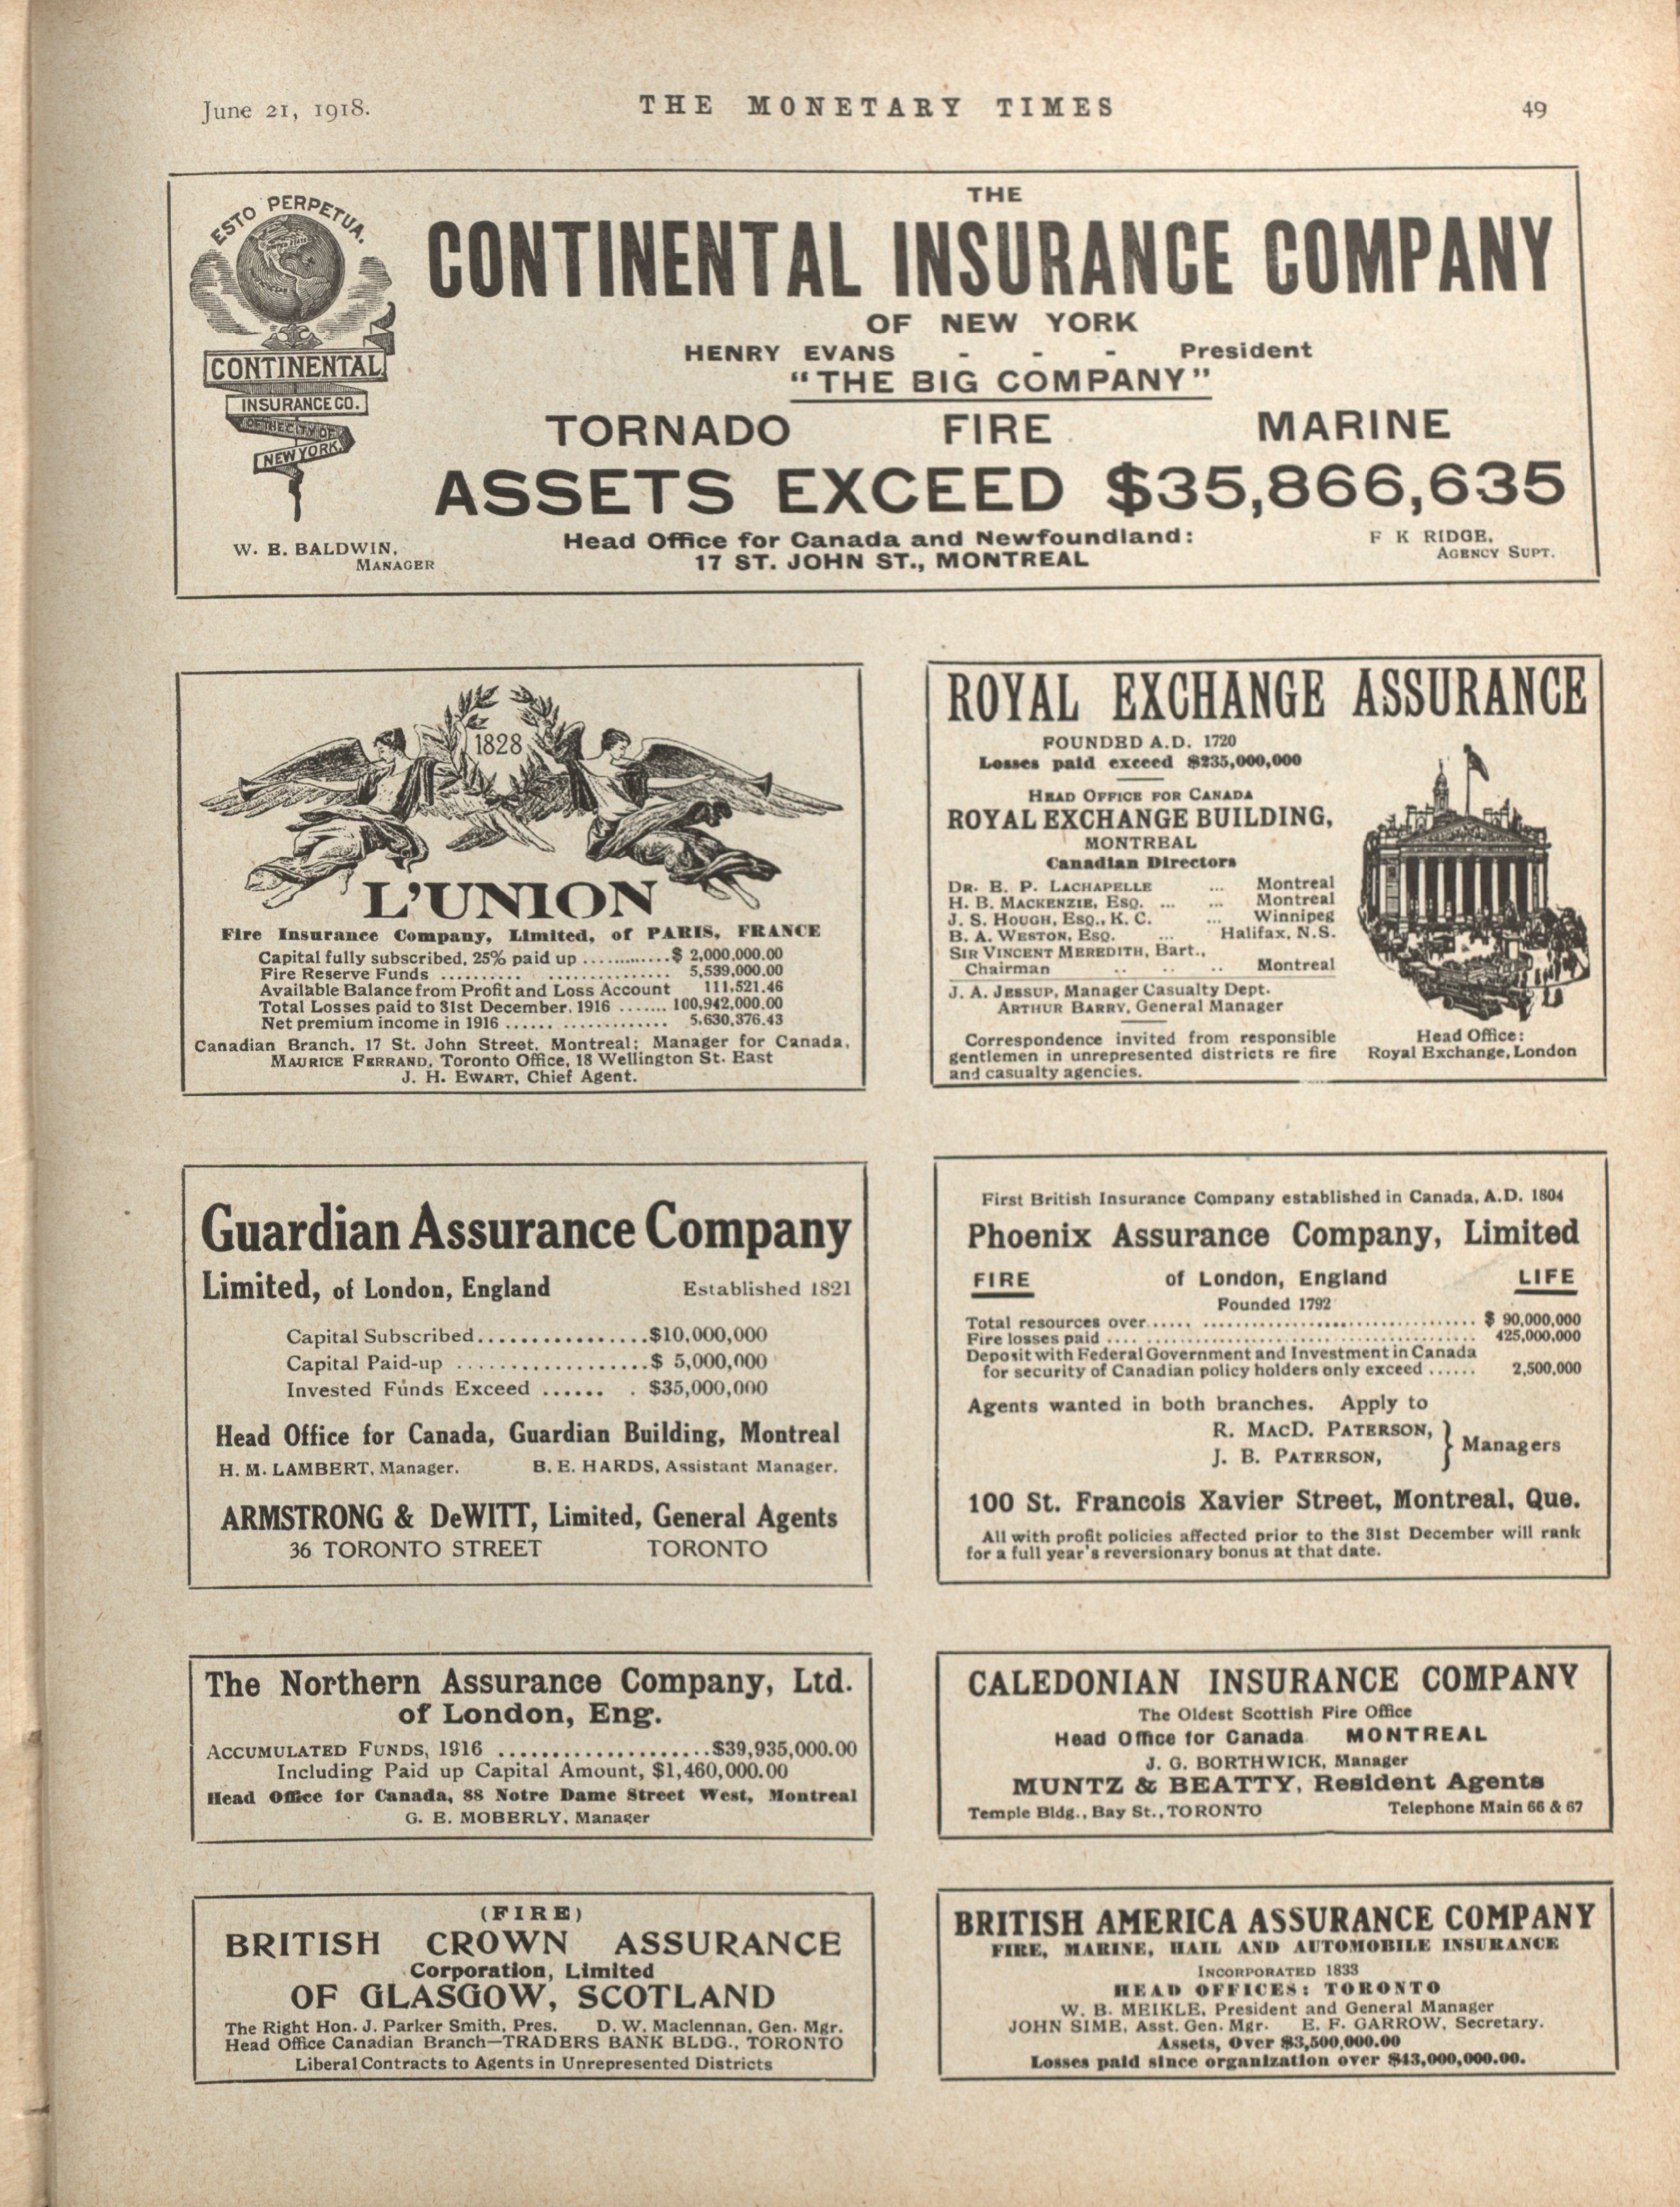 June 21, 1918.
THE MONETARY TIMES
49
ESTO PERPETUA.
CONTINENTAL
INSURANCE CO.
OF THE CITY OF
NEW YORK
THE
CONTINENTAL INSURANCE COMPANY
OF NEW YORK
HENRY EVANS - - - President
"THE BIG COMPANY"
TORNADO FIRE MARINE
ASSETS EXCEED $35,866,635
Head Office for Canada and Newfoundland:
17 ST. JOHN ST., MONTREAL
W. E. BALDWIN,
MANAGER
F K RIDGE,
AGENCY SUPT.
1828
L'UNION
Fire Insurance Company, Limited, of PARIS, FRANCE
Capital fully subscribed, 25% paid up ............ $ 2,000,000.00
Fire Reserve Funds .......... ............... 5,539,000.00
Available Balance from Profit and Loss Account 111,521.46
Total Losses paid to 31st December, 1916 ....... 100,942,000.00
Net premium income in 1916 ...... ............. 5,630,376.43
Canadian Branch, 17 St. John Street, Montreal; Manager for Canada,
MAURICE FERRAND, Toronto Office, 18 Wellington St. East
J. H. EWART, Chief Agent.
ROYAL EXCHANGE ASSURANCE
FOUNDED A.D. 1720
Losses paid exceed $235,000,000
HEAD OFFICE FOR CANADA
ROYAL EXCHANGE BUILDING,
MONTREAL
Canadian Directors
DR. E. P. LACHAPELLE ... Montreal
H. B. MACKENZIE, ESQ. ... ... Montreal
J. S. HOUGH, ESQ., K. C. ... Winnipeg
B. A. WESTON, ESQ. ... Halifax, N.S.
SIR VINCENT MEREDITH, Bart.,
Chairman .. .. .. Montreal
J. A. JESSUP, Manager Casualty Dept.
ARTHUR BARRY, General Manager
Correspondence invited from responsible
gentlemen in unrepresented districts re fire
and casualty agencies.
Head Office:
Royal Exchange, London
Guardian Assurance Company
Limited, of London, England Established 1821
Capital Subscribed................$10,000,000
Capital Paid-up ..................$ 5,000,000
Invested Funds Exceed ...... . $35,000,000
Head Office for Canada, Guardian Building, Montreal
H. M. LAMBERT, Manager. B. E. HARDS, Assistant Manager.
ARMSTRONG & DeWITT, Limited, General Agents
36 TORONTO STREET TORONTO
First British Insurance Company established in Canada, A.D. 1804
Phoenix Assurance Company, Limited
FIRE of London, England LIFE
Founded 1792
Total resources over...... ................................ $ 90,000,000
Fire losses paid .... ....................................... 425,000,000
Deposit with Federal Government and Investment in Canada
for security of Canadian policy holders only exceed ...... 2,500,000
Agents wanted in both branches. Apply to
R. MACD. PATERSON,
J. B. PATERSON,
} Managers
100 St. Francois Xavier Street, Montreal, Que.
All with profit policies affected prior to the 31st December will rank
for a full year's reversionary bonus at that date.
The Northern Assurance Company, Ltd.
of London, Eng.
ACCUMULATED FUNDS, 1916 ....................$39,935,000.00
Including Paid up Capital Amount, $1,460,000.00
Head Office for Canada, 88 Notre Dame Street West, Montreal
G. E. MOBERLY, Manager
CALEDONIAN INSURANCE COMPANY
The Oldest Scottish Fire Office
Head Office for Canada MONTREAL
J. G. BORTHWICK, Manager
MUNTZ & BEATTY, Resident Agents
Temple Bldg., Bay St., TORONTO Telephone Main 66 & 67
(FIRE)
BRITISH CROWN ASSURANCE
Corporation, Limited
OF GLASGOW, SCOTLAND
The Right Hon. J. Parker Smith, Pres. D. W. Maclennan, Gen. Mgr.
Head Office Canadian Branch—TRADERS BANK BLDG., TORONTO
Liberal Contracts to Agents in Unrepresented Districts
BRITISH AMERICA ASSURANCE COMPANY
FIRE, MARINE, HAIL AND AUTOMOBILE INSURANCE
INCORPORATED 1833
HEAD OFFICES: TORONTO
W. B. MEIKLE, President and General Manager
JOHN SIME, Asst. Gen. Mgr. E. F. GARROW, Secretary.
Assets, Over $3,500,000.00
Losses paid since organization over $43,000,000.00.